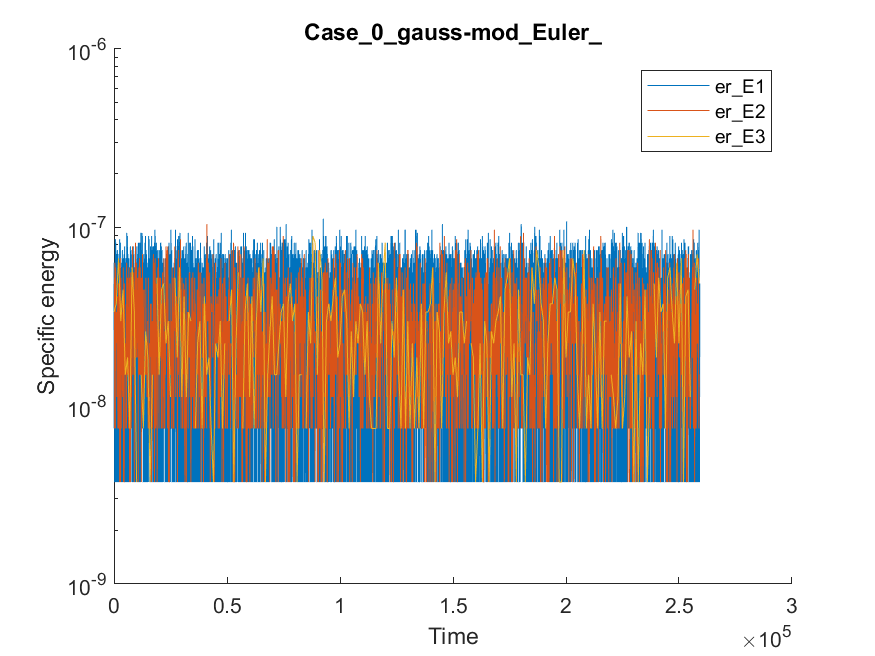 Case_0_gauss-mod_Euler_
10^-6
er_E1
er_E2
er_E3
10^-7
Specific energy
10^-8
10^-9
0 0.5 1 1.5 2 2.5 3
Time
×10^5